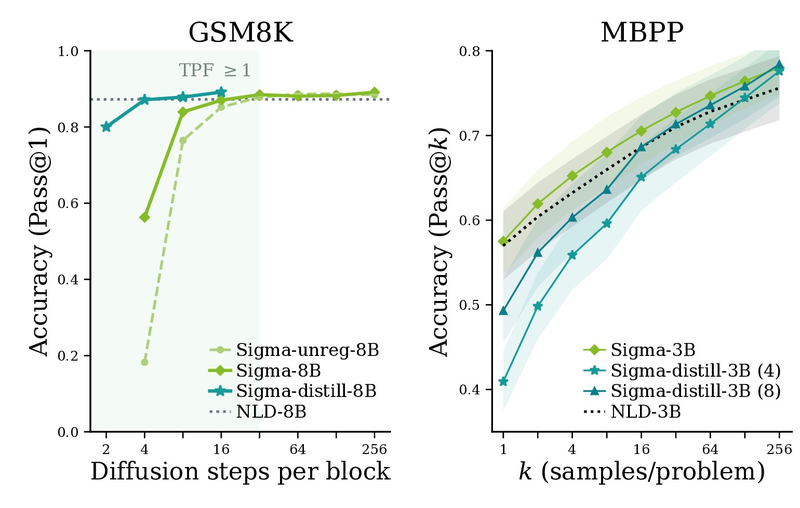 GSM8K
MBPP
TPF ≥ 1
Accuracy (Pass@1)
1.0
0.8
0.6
0.4
0.2
0.0
Sigma-unreg-8B
Sigma-8B
Sigma-distill-8B
NLD-8B
2 4 16 64 256
Diffusion steps per block
Accuracy (Pass@k)
0.8
0.7
0.6
0.5
0.4
Sigma-3B
Sigma-distill-3B (4)
Sigma-distill-3B (8)
NLD-3B
1 4 16 64 256
k (samples/problem)